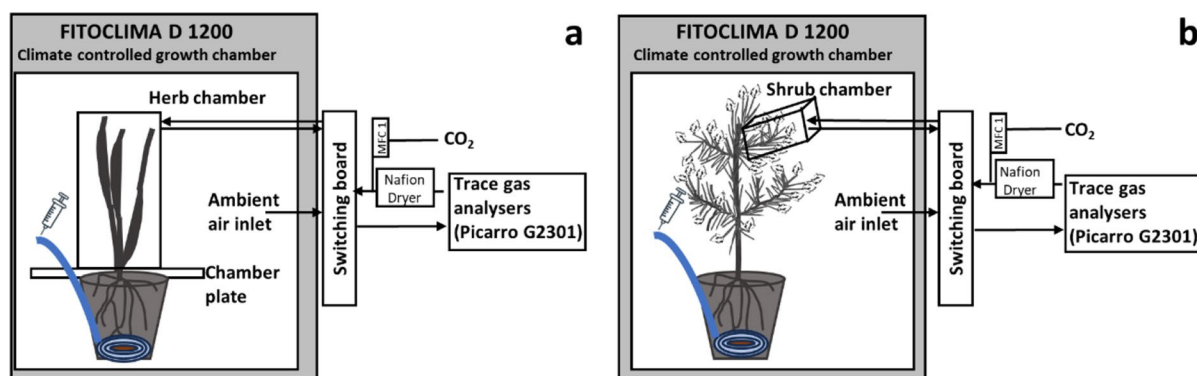 FITOCLIMA D 1200
Climate controlled growth chamber
a
Herb chamber
MFC 1
CO₂
Nafion
Dryer
Switching board
Ambient
air inlet
Trace gas
analysers
(Picarro G2301)
Chamber
plate
FITOCLIMA D 1200
Climate controlled growth chamber
b
Shrub chamber
MFC 1
CO₂
Nafion
Dryer
Switching board
Ambient
air inlet
Trace gas
analysers
(Picarro G2301)